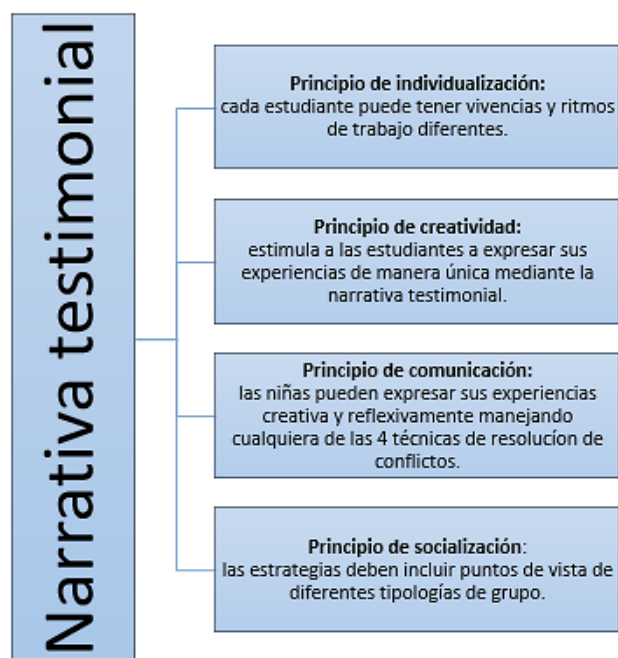 Narrativa testimonial
Principio de individualización:
cada estudiante puede tener vivencias y ritmos
de trabajo diferentes.
Principio de creatividad:
estimula a las estudiantes a expresar sus
experiencias de manera única mediante la
narrativa testimonial.
Principio de comunicación:
las niñas pueden expresar sus experiencias
creativa y reflexivamente manejando
cualquiera de las 4 técnicas de resolucíon de
conflictos.
Principio de socialización:
las estrategias deben incluir puntos de vista de
diferentes tipologías de grupo.